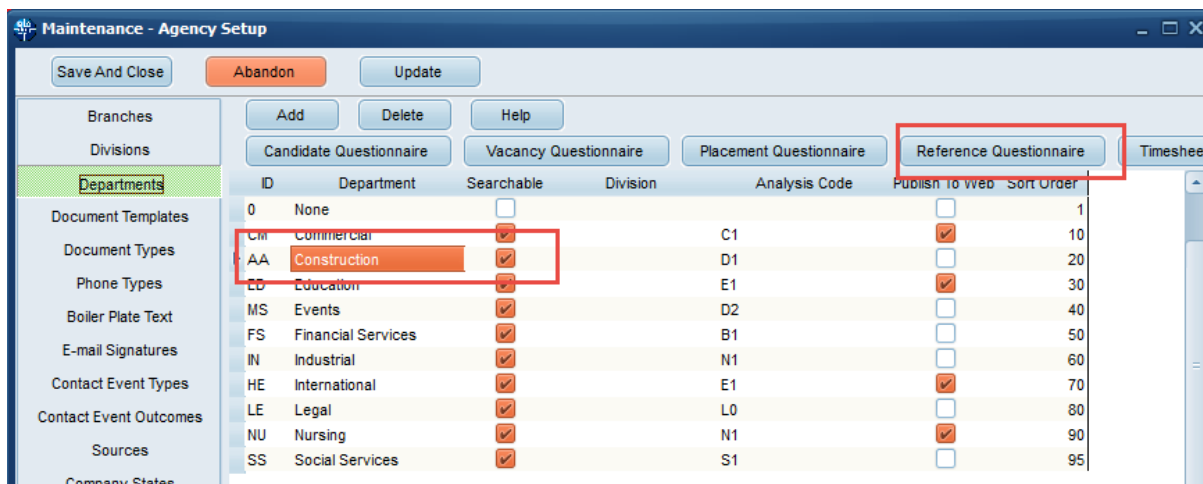 Maintenance - Agency Setup
Save And Close Abandon Update
Branches
Divisions
Departments
Document Templates
Document Types
Phone Types
Boiler Plate Text
E-mail Signatures
Contact Event Types
Contact Event Outcomes
Sources
Company States
Add Delete Help
Candidate Questionnaire Vacancy Questionnaire Placement Questionnaire Reference Questionnaire Timeshee
ID Department Searchable Division Analysis Code Publish To Web Sort Order
0 None 1
CM Commercial C1 10
AA Construction D1 20
ED Education E1 30
MS Events D2 40
FS Financial Services B1 50
IN Industrial N1 60
HE International E1 70
LE Legal L0 80
NU Nursing N1 90
SS Social Services S1 95